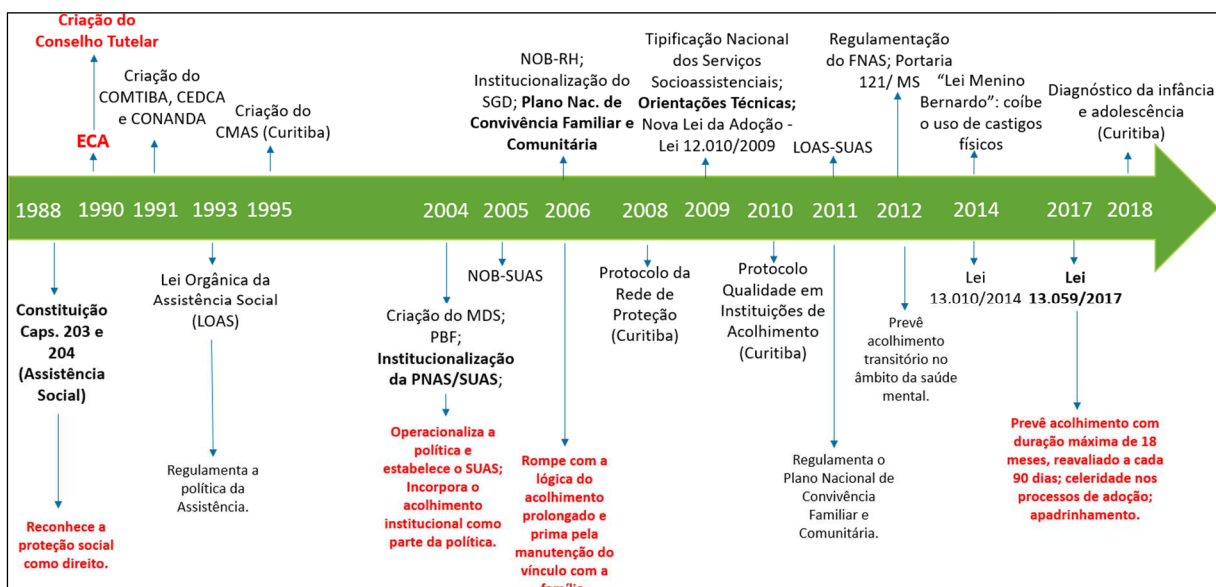 Criação do
Conselho Tutelar
ECA
Criação do
COMTIBA, CEDCA
e CONANDA
Criação do
CMAS (Curitiba)
NOB-RH;
Institucionalização do
SGD; Plano Nac. de
Convivência Familiar e
Comunitária
Tipificação Nacional
dos Serviços
Socioassistenciais;
Orientações Técnicas;
Nova Lei da Adoção -
Lei 12.010/2009
LOAS-SUAS
Regulamentação
do FNAS; Portaria
121/ MS
“Lei Menino
Bernardo”: coíbe
o uso de castigos
físicos
Diagnóstico da infância
e adolescência
(Curitiba)
1988 1990 1991 1993 1995 2004 2005 2006 2008 2009 2010 2011 2012 2014 2017 2018
Constituição
Caps. 203 e
204
(Assistência
Social)
Reconhece a
proteção social
como direito.
Lei Orgânica da
Assistência Social
(LOAS)
Regulamenta a
política da
Assistência.
Criação do MDS;
PBF;
Institucionalização
da PNAS/SUAS;
Operacionaliza a
política e
estabelece o SUAS;
Incorpora o
acolhimento
institucional como
parte da política.
NOB-SUAS
Rompe com a
lógica do
acolhimento
prolongado e
prima pela
manutenção do
vínculo com a
família.
Protocolo da
Rede de
Proteção
(Curitiba)
Protocolo
Qualidade em
Instituições de
Acolhimento
(Curitiba)
Regulamenta o
Plano Nacional de
Convivência
Familiar e
Comunitária.
Prevê
acolhimento
transitório no
âmbito da saúde
mental.
Lei
13.010/2014
Lei
13.059/2017
Prevê acolhimento com
duração máxima de 18
meses, reavaliado a cada
90 dias; celeridade nos
processos de adoção;
apadrinhamento.